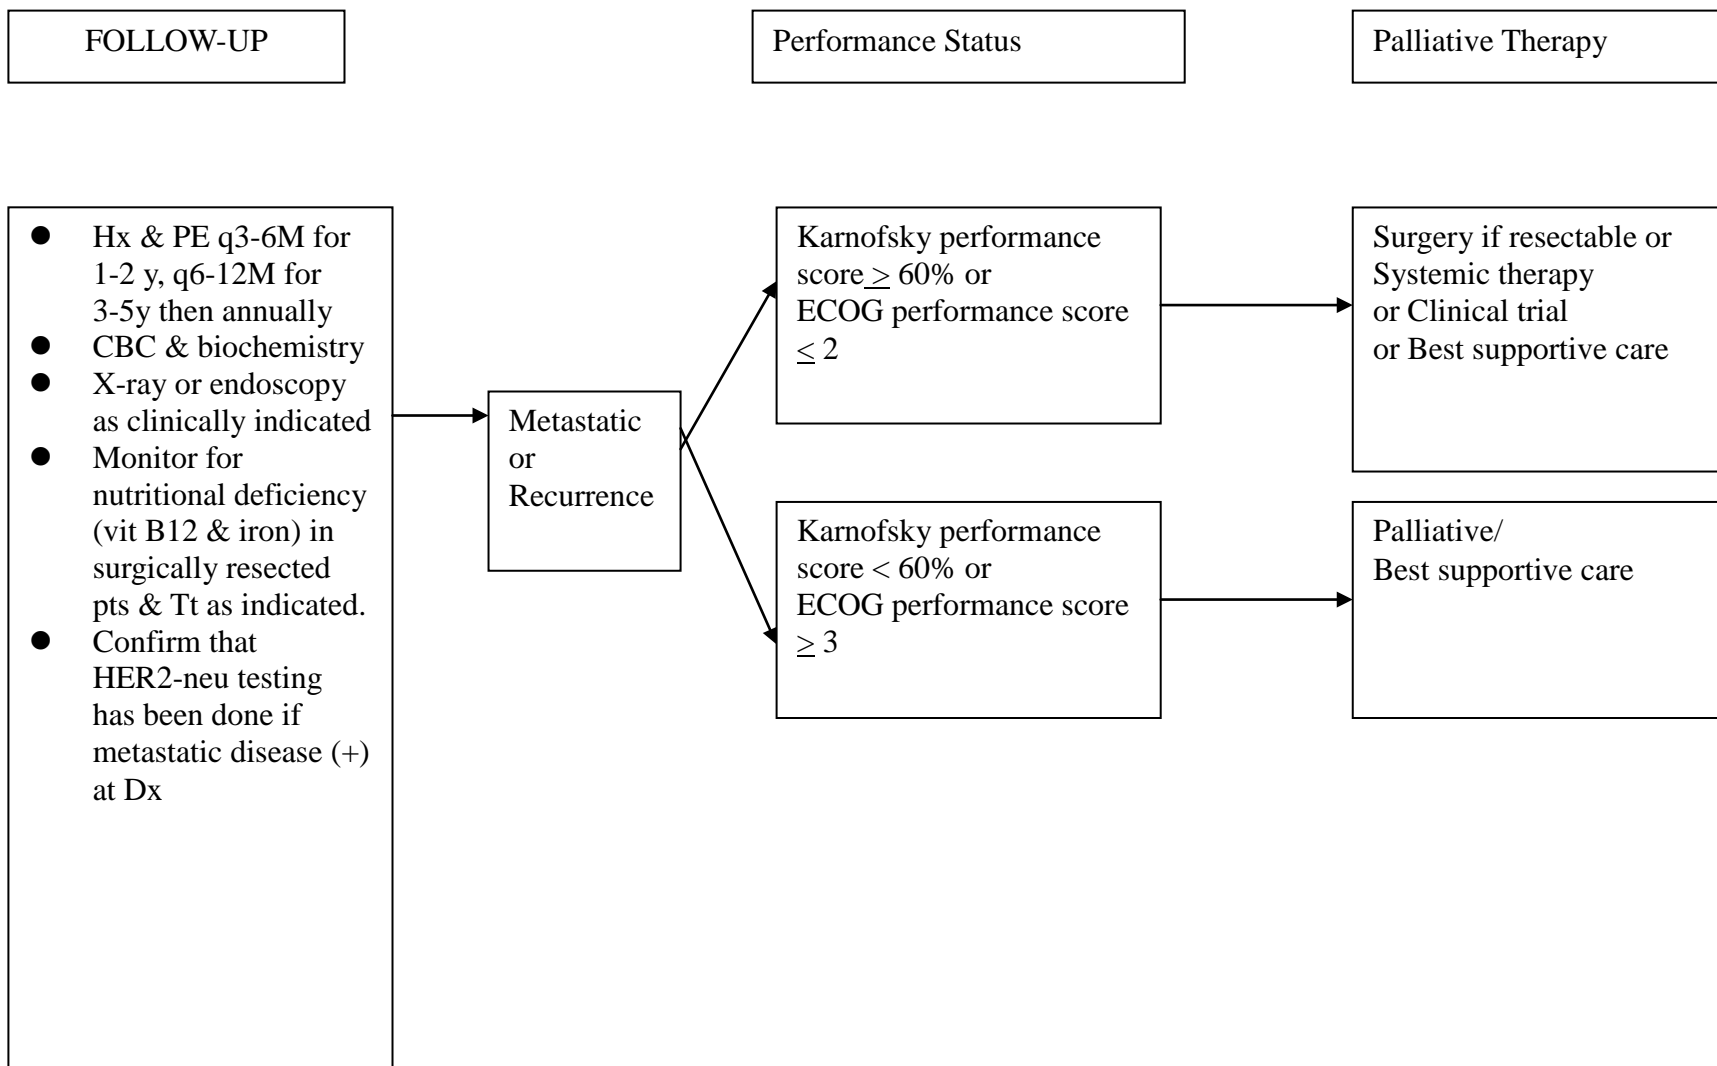 FOLLOW-UP
Performance Status
Palliative Therapy
● Hx & PE q3-6M for
1-2 y, q6-12M for
3-5y then annually
● CBC & biochemistry
● X-ray or endoscopy
as clinically indicated
● Monitor for
nutritional deficiency
(vit B12 & iron) in
surgically resected
pts & Tt as indicated.
● Confirm that
HER2-neu testing
has been done if
metastatic disease (+)
at Dx
Metastatic
or
Recurrence
Karnofsky performance
score ≥ 60% or
ECOG performance score
≤ 2
Karnofsky performance
score < 60% or
ECOG performance score
≥ 3
Surgery if resectable or
Systemic therapy
or Clinical trial
or Best supportive care
Palliative/
Best supportive care